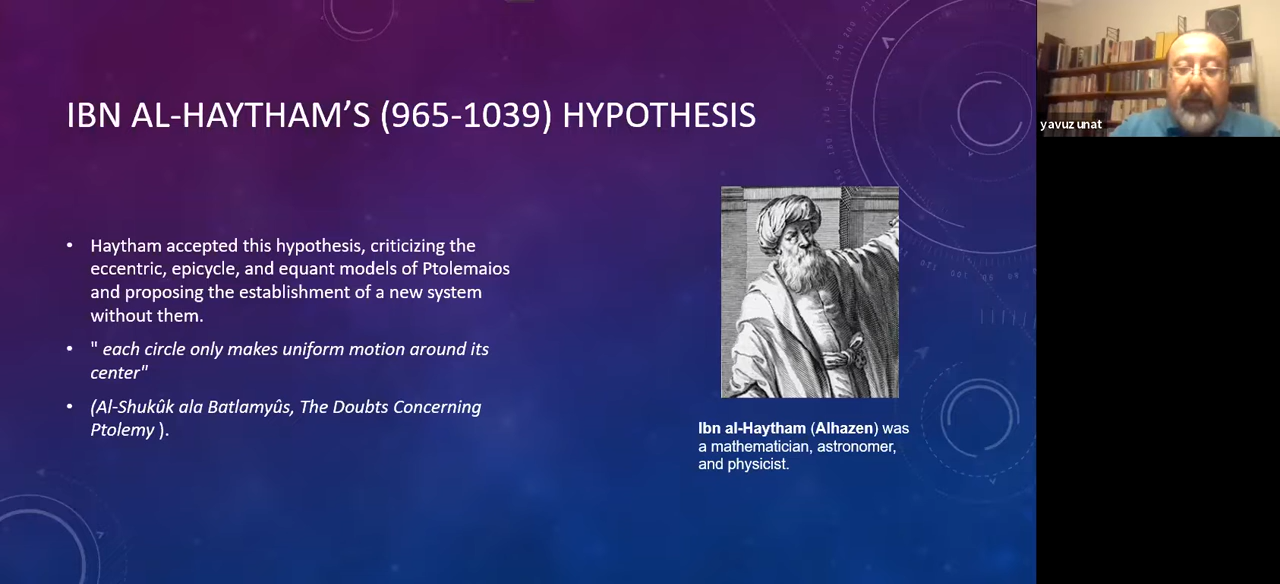 IBN AL-HAYTHAM'S (965-1039) HYPOTHESIS
yavuz unat
• Haytham accepted this hypothesis, criticizing the
eccentric, epicycle, and equant models of Ptolemaios
and proposing the establishment of a new system
without them.
• " each circle only makes uniform motion around its
center"
• (Al-Shukûk ala Batlamyûs, The Doubts Concerning
Ptolemy ).
Ibn al-Haytham (Alhazen) was
a mathematician, astronomer,
and physicist.